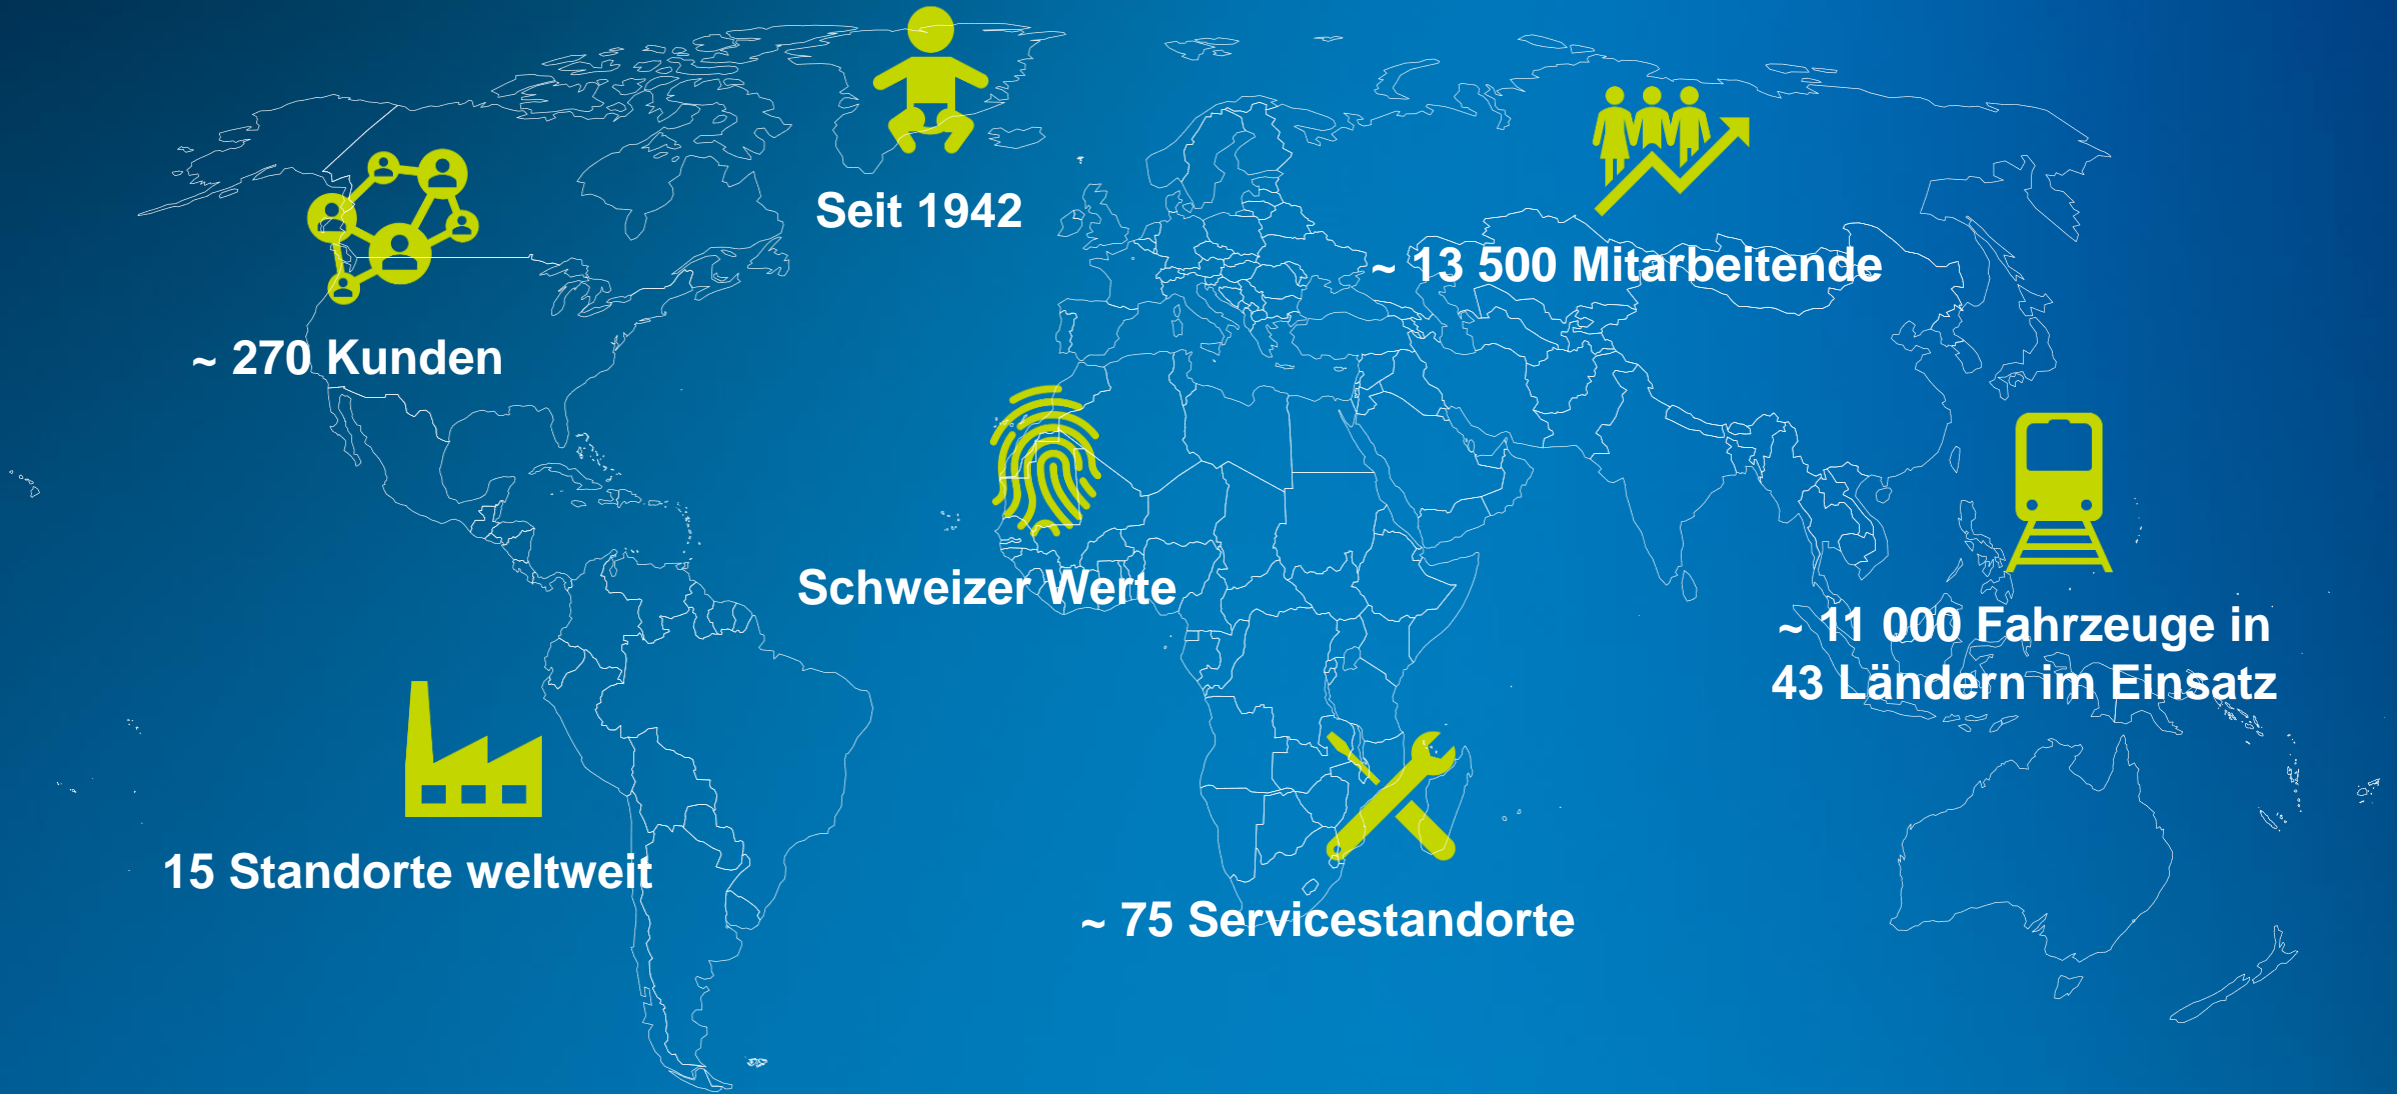 Seit 1942
~ 13 500 Mitarbeitende
~ 270 Kunden
Schweizer Werte
~ 11 000 Fahrzeuge in
43 Ländern im Einsatz
15 Standorte weltweit
~ 75 Servicestandorte